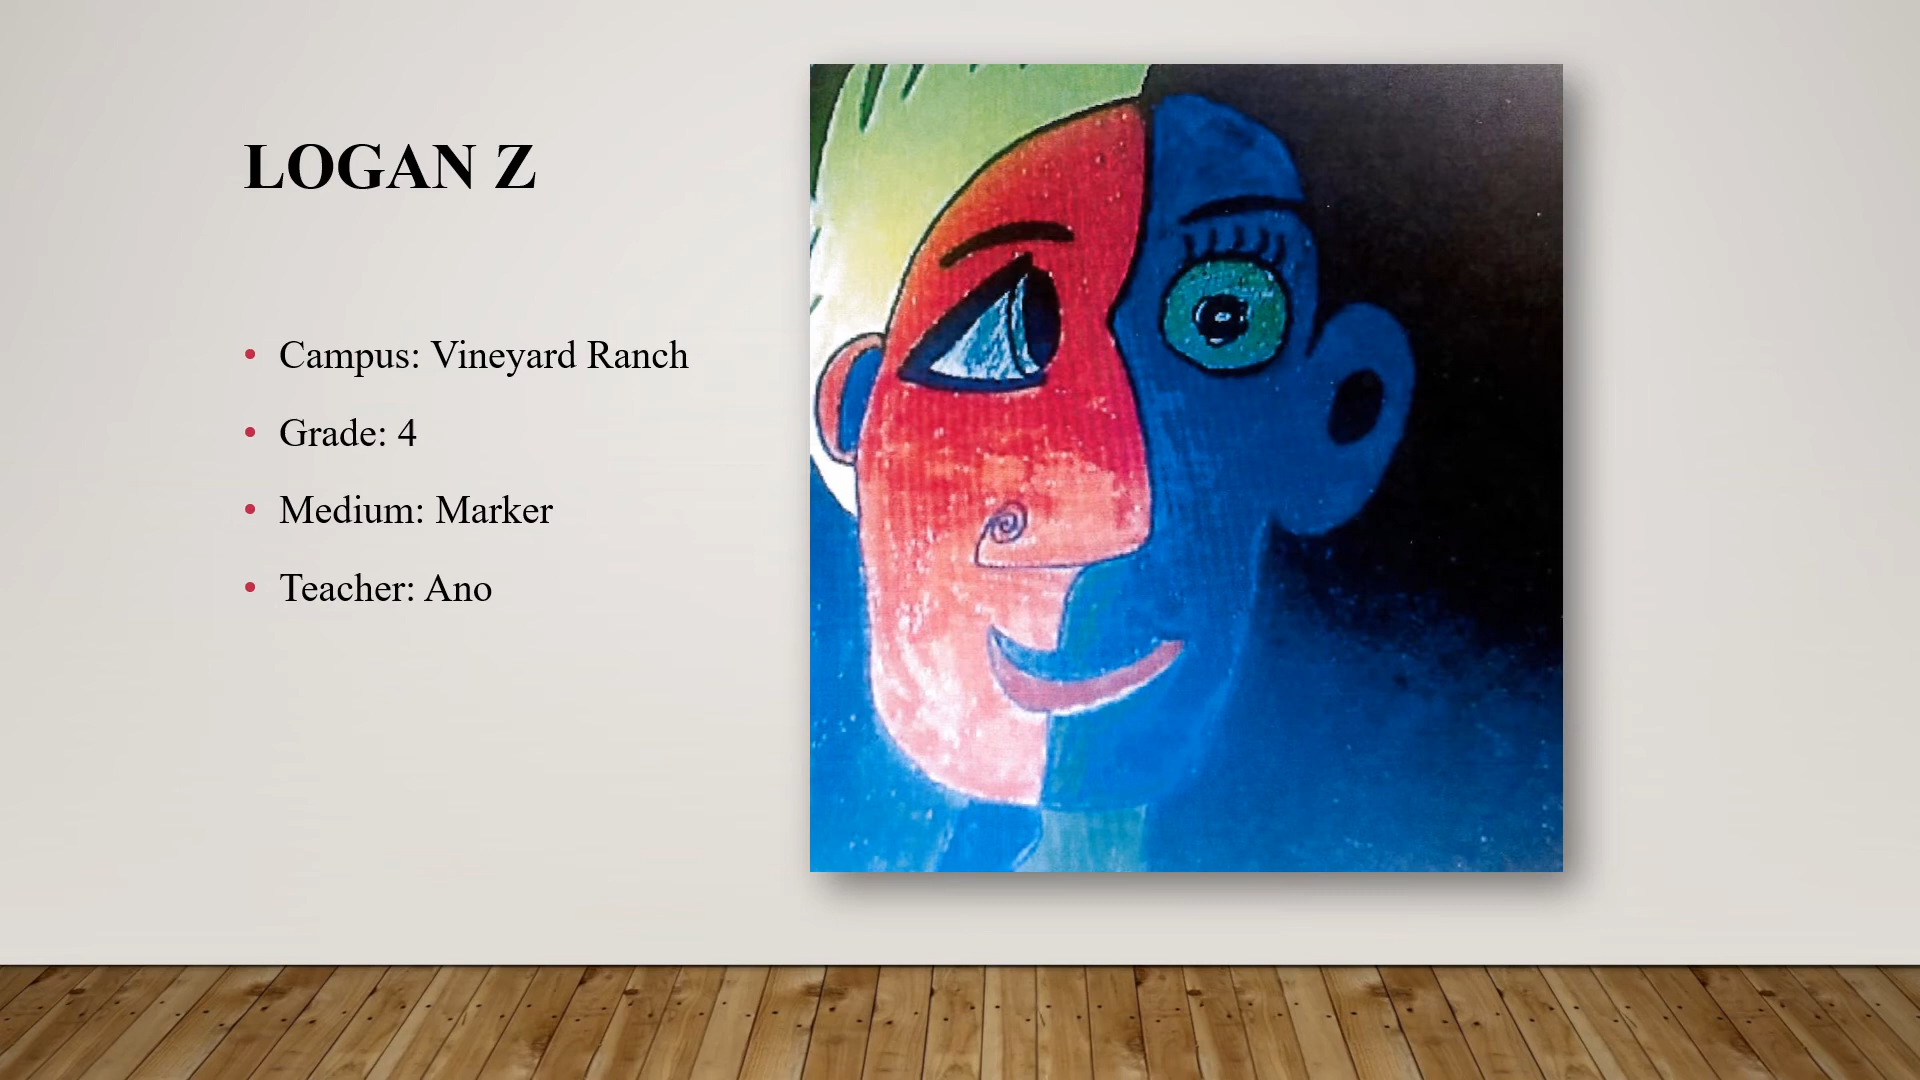 LOGAN Z
• Campus: Vineyard Ranch
• Grade: 4
• Medium: Marker
• Teacher: Ano